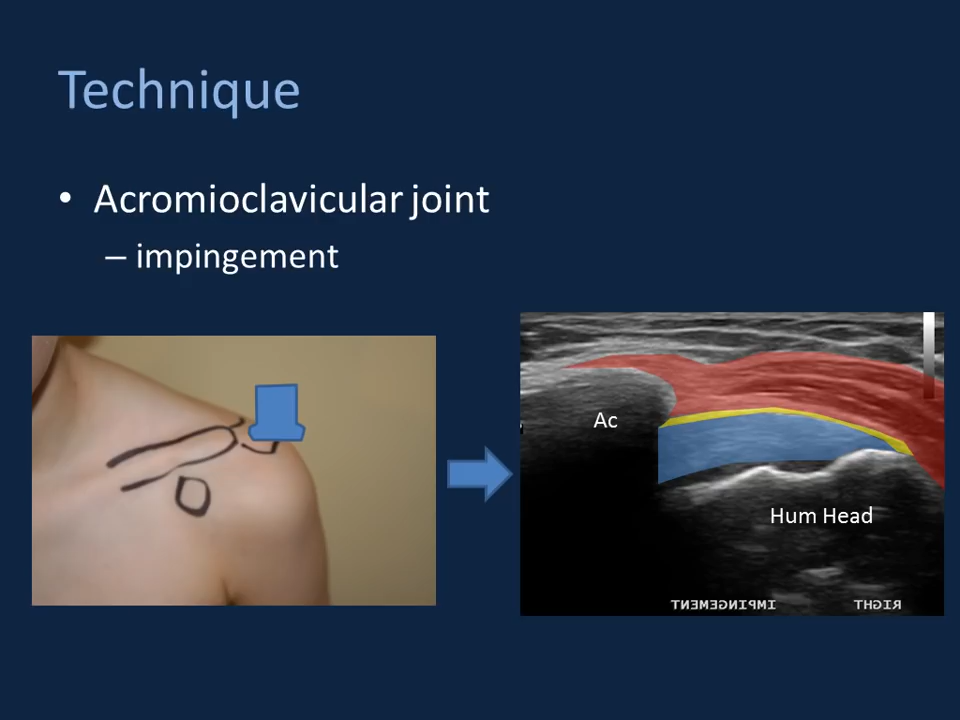 Technique
• Acromioclavicular joint
– impingement
Ac
Hum Head
IMPINGEMENT RIGHT